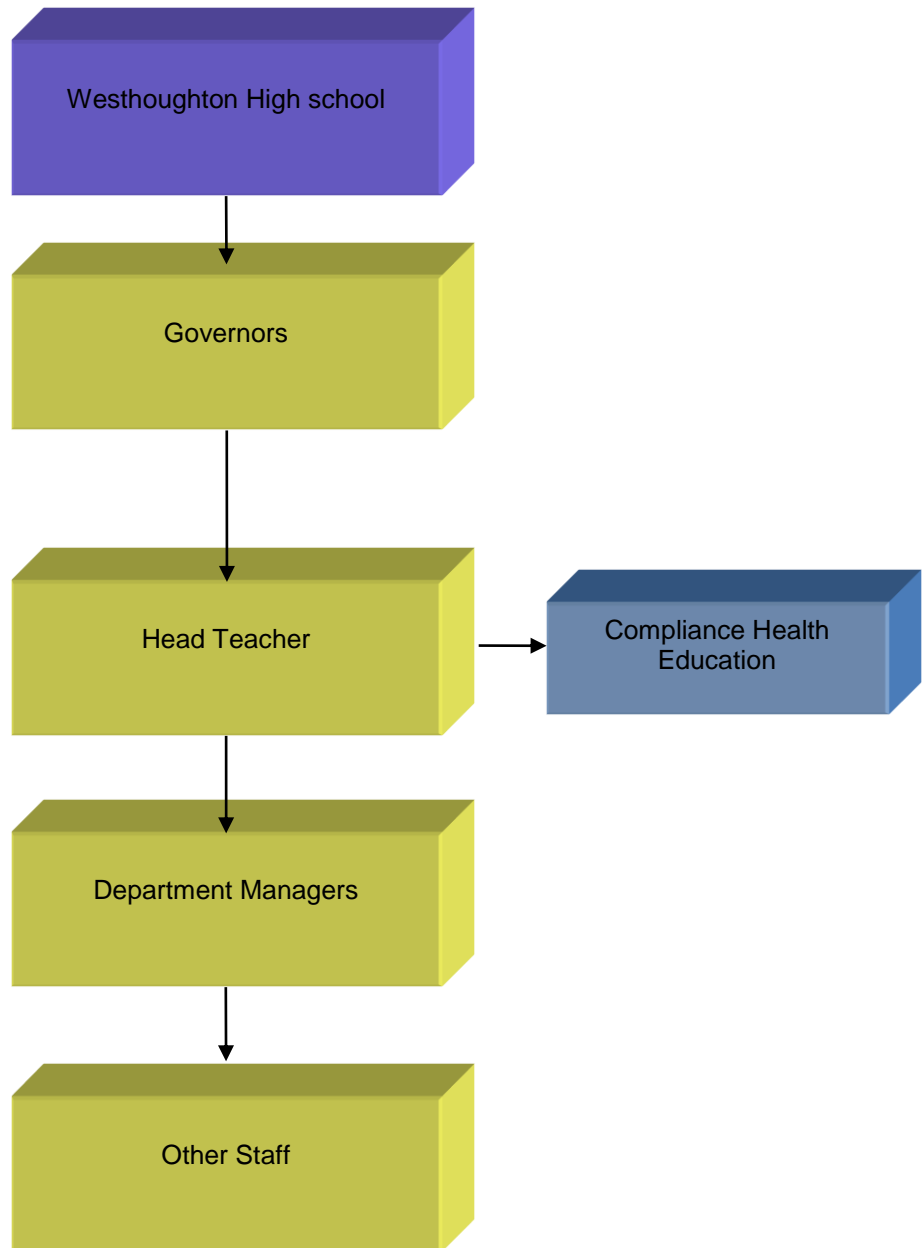 Westhoughton High school
Governors
Head Teacher
Compliance Health
Education
Department Managers
Other Staff